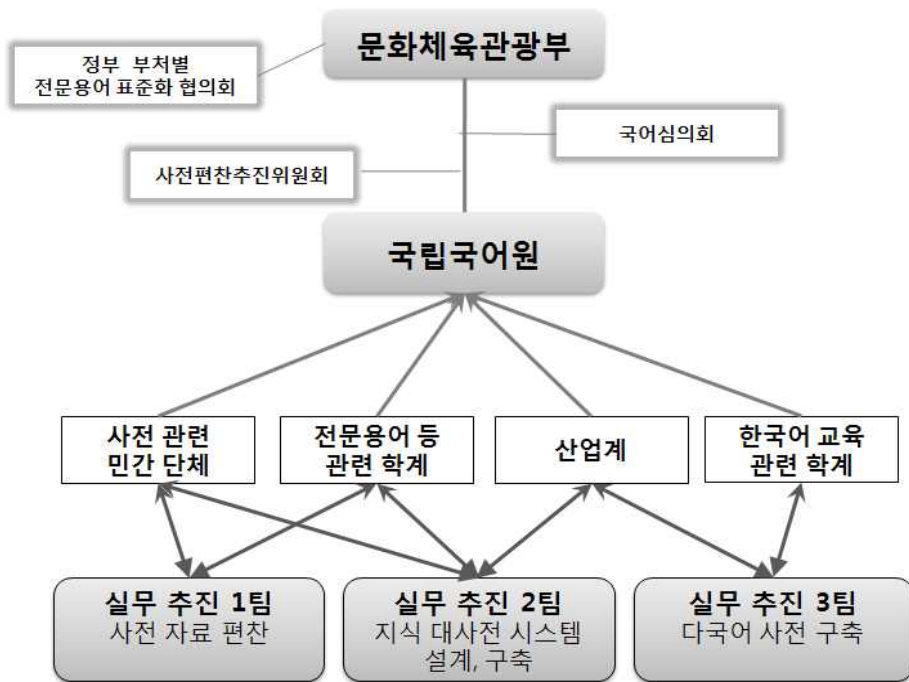 문화체육관광부
정부 부처별
전문용어 표준화 협의회
국어심의회
사전편찬추진위원회
국립국어원
사전 관련
민간 단체
전문용어 등
관련 학계
산업계
한국어 교육
관련 학계
실무 추진 1팀
사전 자료 편찬
실무 추진 2팀
지식 대사전 시스템
설계, 구축
실무 추진 3팀
다국어 사전 구축